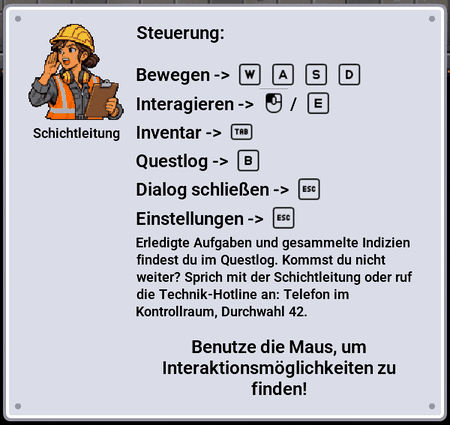 Steuerung:
Bewegen -> W A S D
Interagieren -> / E
Schichtleitung
Inventar -> TAB
Questlog -> B
Dialog schließen -> ESC
Einstellungen -> ESC
Erledigte Aufgaben und gesammelte Indizien
findest du im Questlog. Kommst du nicht
weiter? Sprich mit der Schichtleitung oder ruf
die Technik-Hotline an: Telefon im
Kontrollraum, Durchwahl 42.
Benutze die Maus, um
Interaktionsmöglichkeiten zu
finden!